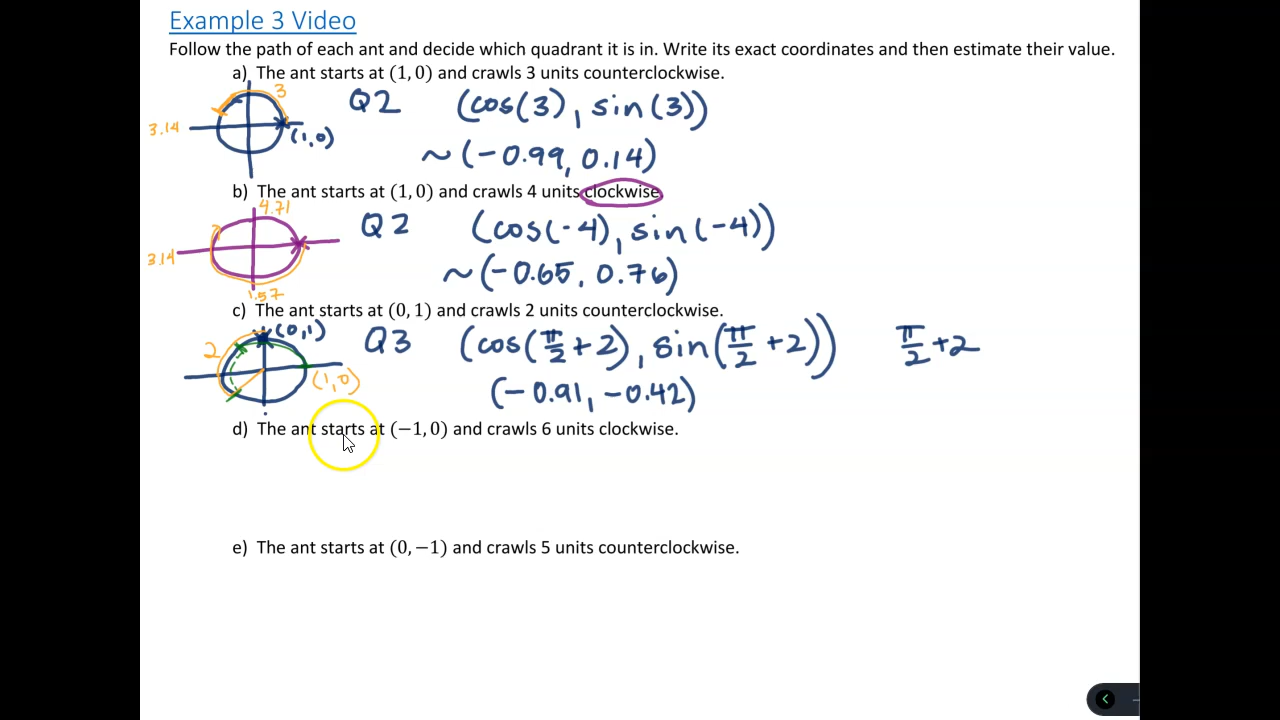 Example 3 Video
Follow the path of each ant and decide which quadrant it is in. Write its exact coordinates and then estimate their value.
a) The ant starts at (1, 0) and crawls 3 units counterclockwise.
3
Q2 (cos(3), sin(3))
3.14
(1,0)
~(-0.99, 0.14)
b) The ant starts at (1, 0) and crawls 4 units clockwise.
4.71
Q2 (cos(-4), sin(-4))
3.14
~(-0.65, 0.76)
1.57
c) The ant starts at (0, 1) and crawls 2 units counterclockwise.
(0,1)
2
Q3 (cos(π/2+2), sin(π/2+2)) π/2+2
(1,0)
(-0.91, -0.42)
d) The ant starts at (−1, 0) and crawls 6 units clockwise.
e) The ant starts at (0, −1) and crawls 5 units counterclockwise.